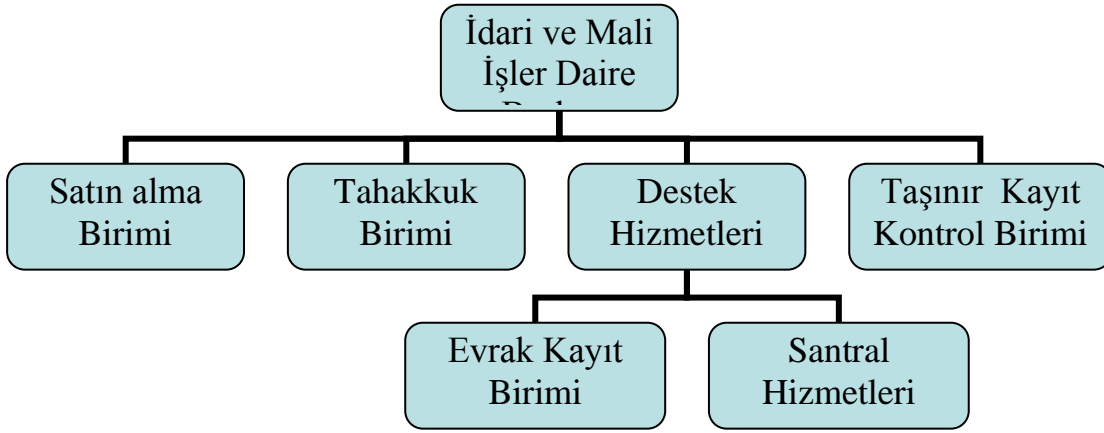 İdari ve Mali
İşler Daire
Satın alma
Birimi
Tahakkuk
Birimi
Destek
Hizmetleri
Taşınır Kayıt
Kontrol Birimi
Evrak Kayıt
Birimi
Santral
Hizmetleri